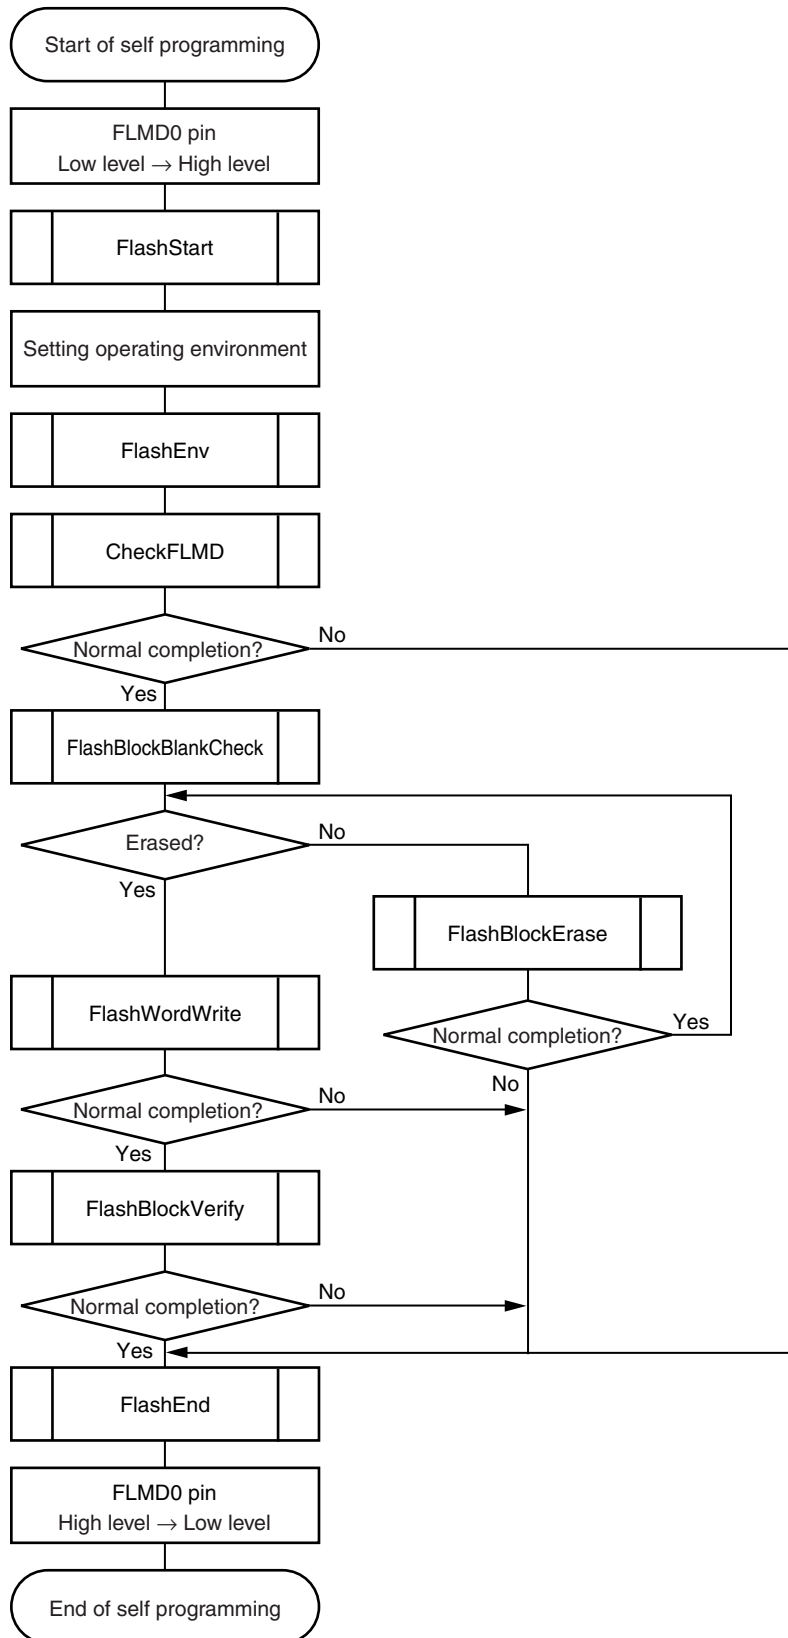 Start of self programming
FLMD0 pin
Low level → High level
FlashStart
Setting operating environment
FlashEnv
CheckFLMD
Normal completion?
No
Yes
FlashBlockBlankCheck
Erased?
No
Yes
FlashBlockErase
Normal completion?
Yes
No
FlashWordWrite
Normal completion?
No
Yes
FlashBlockVerify
Normal completion?
No
Yes
FlashEnd
FLMD0 pin
High level → Low level
End of self programming